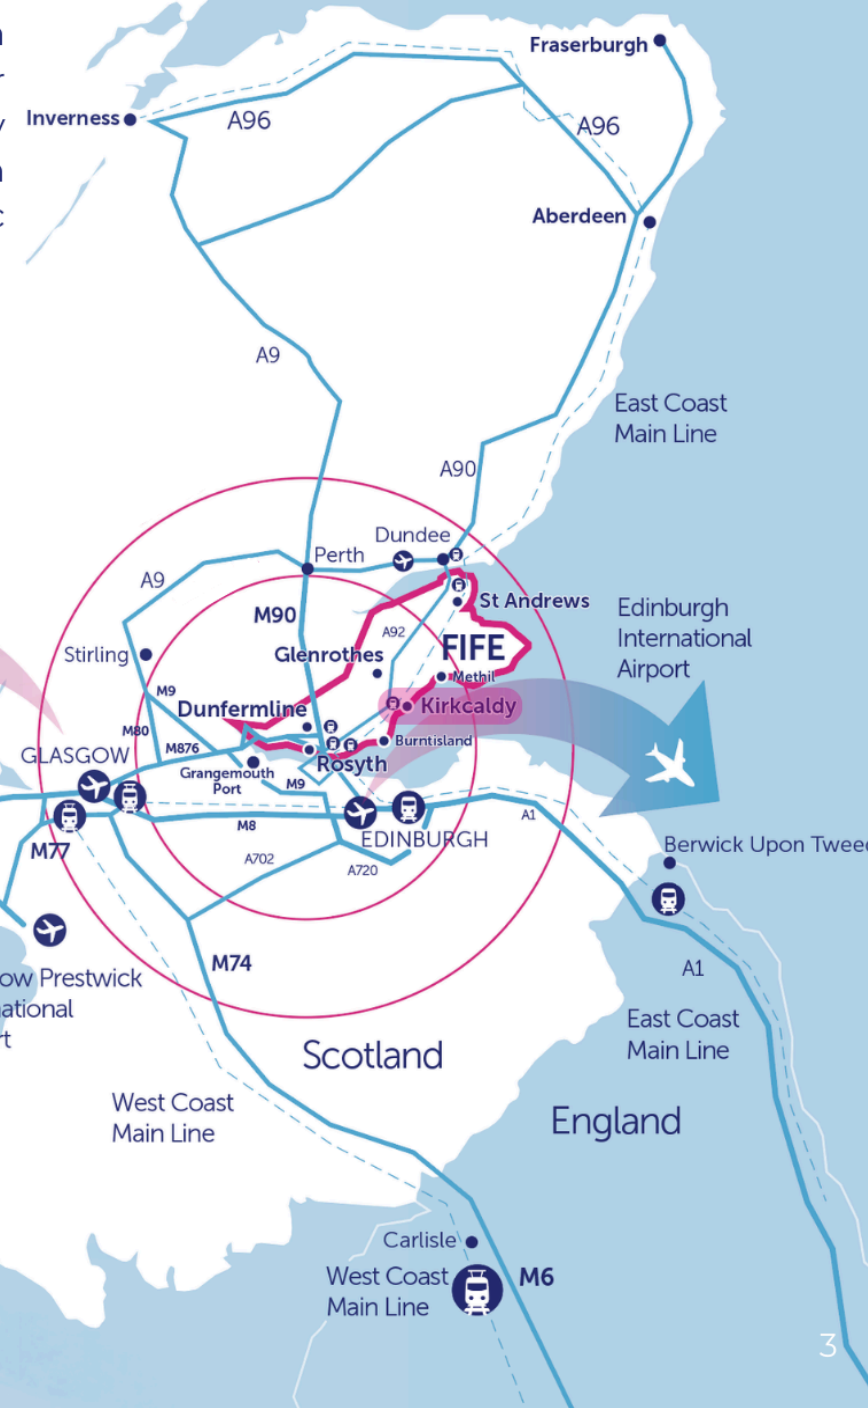 Fraserburgh
Inverness
A96
A96
Aberdeen
A9
East Coast
Main Line
A90
Dundee
Perth
A9
M90
St Andrews
Edinburgh
International
Airport
A92
FIFE
Stirling
Glenrothes
Methil
M9
Dunfermline
Kirkcaldy
M80
M876
Burntisland
GLASGOW
Rosyth
Grangemouth
Port
M9
M8
EDINBURGH
A1
M77
A702
A720
Berwick Upon Twee
M74
A1
ow Prestwick
national
rt
East Coast
Main Line
Scotland
West Coast
Main Line
England
Carlisle
West Coast
Main Line
M6
3